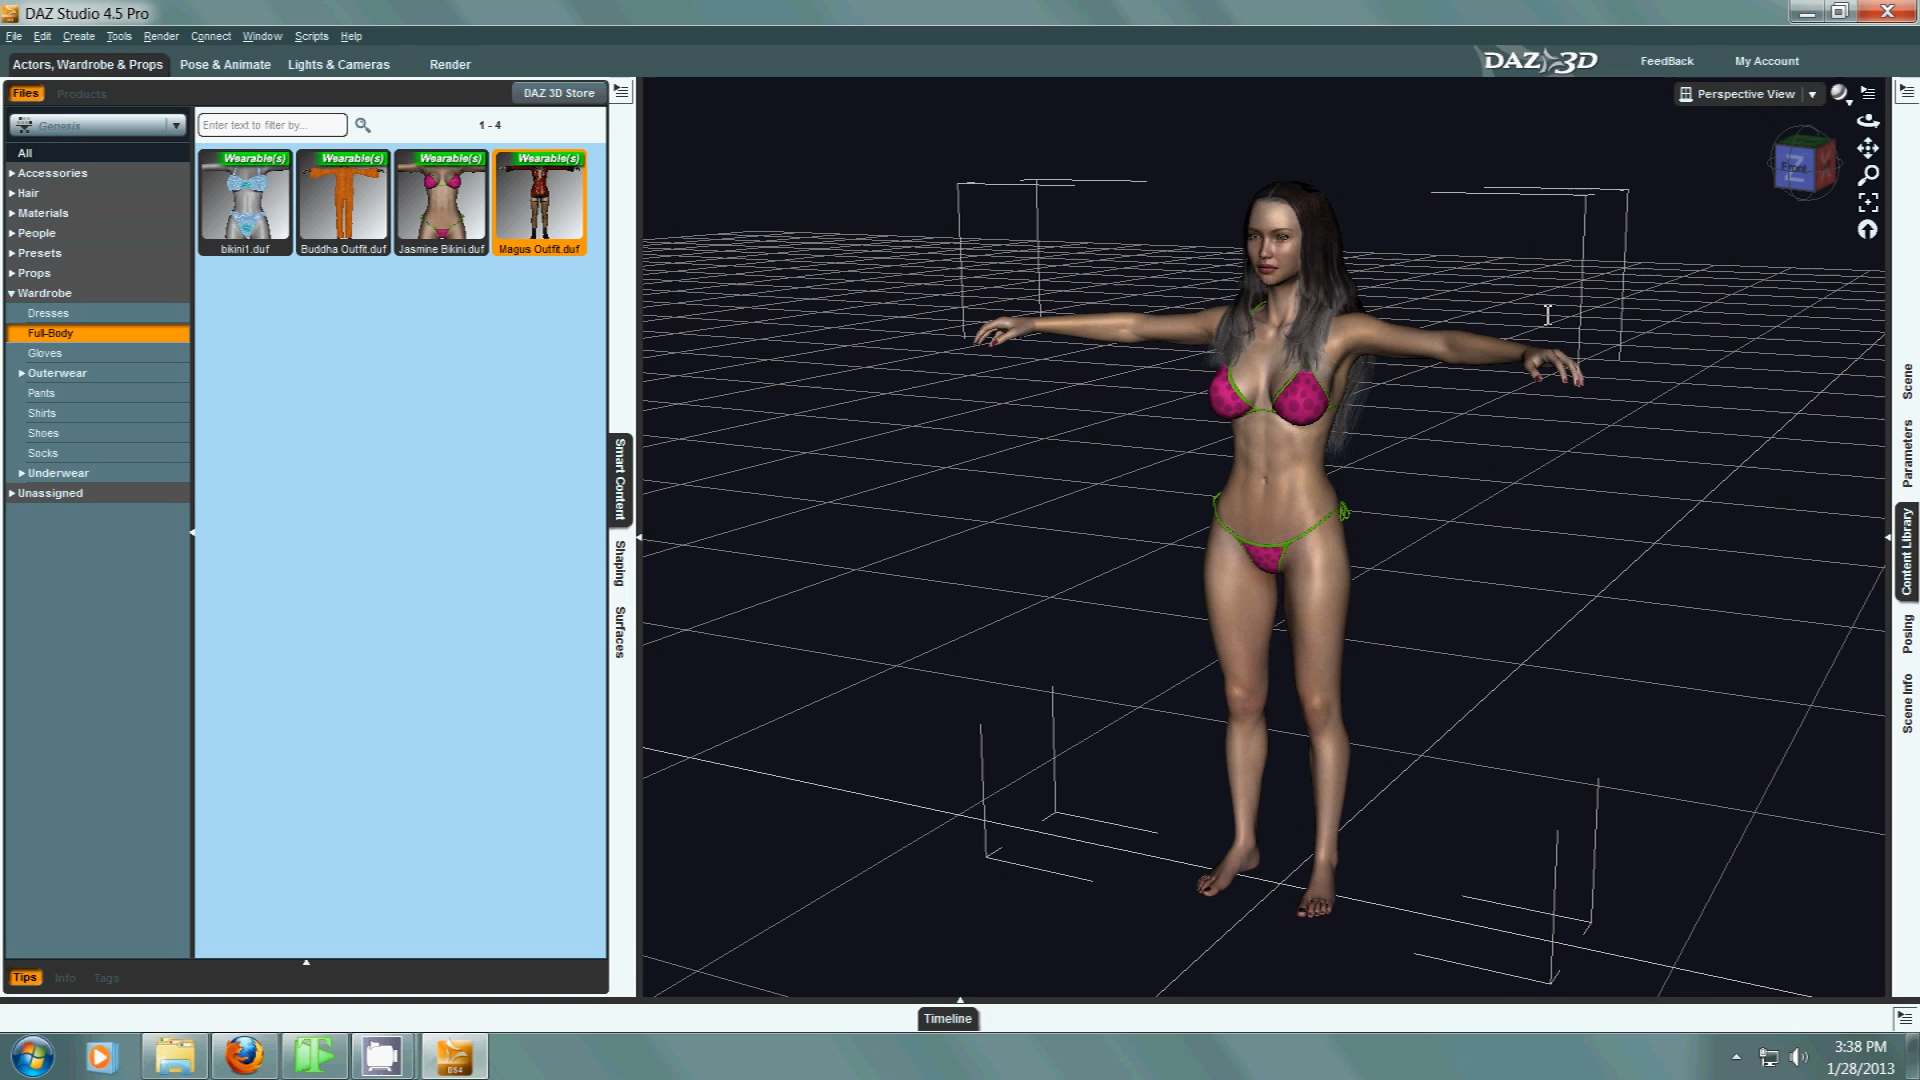 DAZ Studio 4.5 Pro
File Edit Create Tools Render Connect Window Scripts Help
Actors, Wardrobe & Props Pose & Animate Lights & Cameras Render
DAZ 3D FeedBack My Account
Files Products DAZ 3D Store
Genesis
Enter text to filter by... 1 - 4
All
Accessories
Hair
Materials
People
Presets
Props
Wardrobe
Dresses
Full-Body
Gloves
Outerwear
Pants
Shirts
Shoes
Socks
Underwear
Unassigned
Wearable(s) Wearable(s) Wearable(s) Wearable(s)
bikini1.duf Buddha Outfit.duf Jasmine Bikini.duf Magus Outfit.duf
Smart Content
Shaping
Surfaces
Perspective View
Front
Z
Scene
Parameters
Content Library
Posing
Scene Info
Tips Info Tags
Timeline
DS4
3:38 PM
1/28/2013